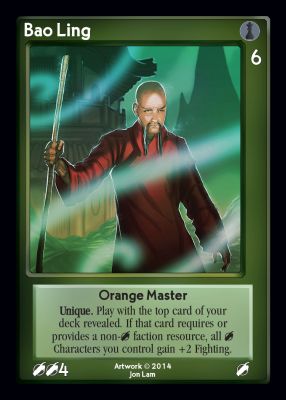 Bao Ling
6
Orange Master
Unique. Play with the top card of your
deck revealed. If that card requires or
provides a non- faction resource, all
Characters you control gain +2 Fighting.
4
Artwork © 2014
Jon Lam